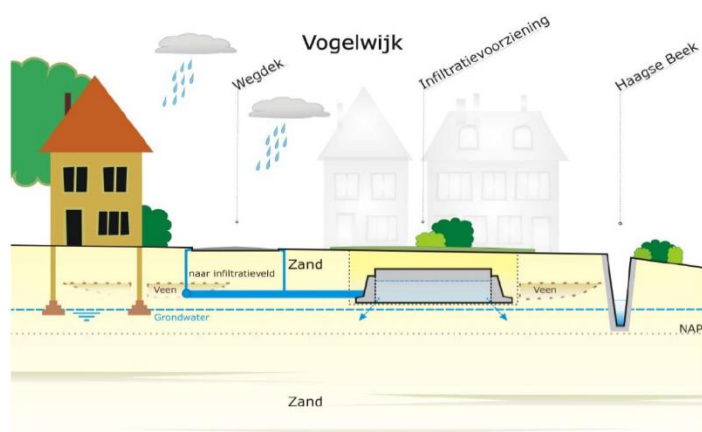 Vogelwijk
Wegdek
Infiltratievoorziening
Haagse Beek
Zand
naar infiltratieveld
Veen
Veen
Grondwater
NAP
Zand